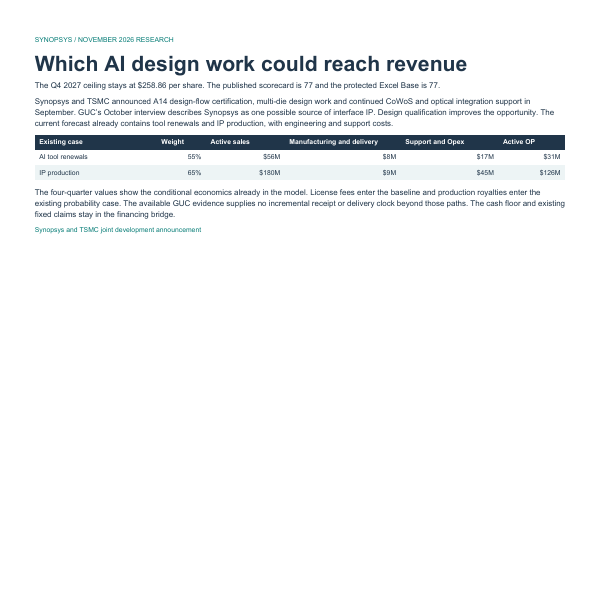 SYNOPSYS / NOVEMBER 2026 RESEARCH
Which AI design work could reach revenue
The Q4 2027 ceiling stays at $258.86 per share. The published scorecard is 77 and the protected Excel Base is 77.
Synopsys and TSMC announced A14 design-flow certification, multi-die design work and continued CoWoS and optical integration support in
September. GUC's October interview describes Synopsys as one possible source of interface IP. Design qualification improves the opportunity. The
current forecast already contains tool renewals and IP production, with engineering and support costs.
Existing case Weight Active sales Manufacturing and delivery Support and Opex Active OP
AI tool renewals 55% $56M $8M $17M $31M
IP production 65% $180M $9M $45M $126M
The four-quarter values show the conditional economics already in the model. License fees enter the baseline and production royalties enter the
existing probability case. The available GUC evidence supplies no incremental receipt or delivery clock beyond those paths. The cash floor and existing
fixed claims stay in the financing bridge.
Synopsys and TSMC joint development announcement